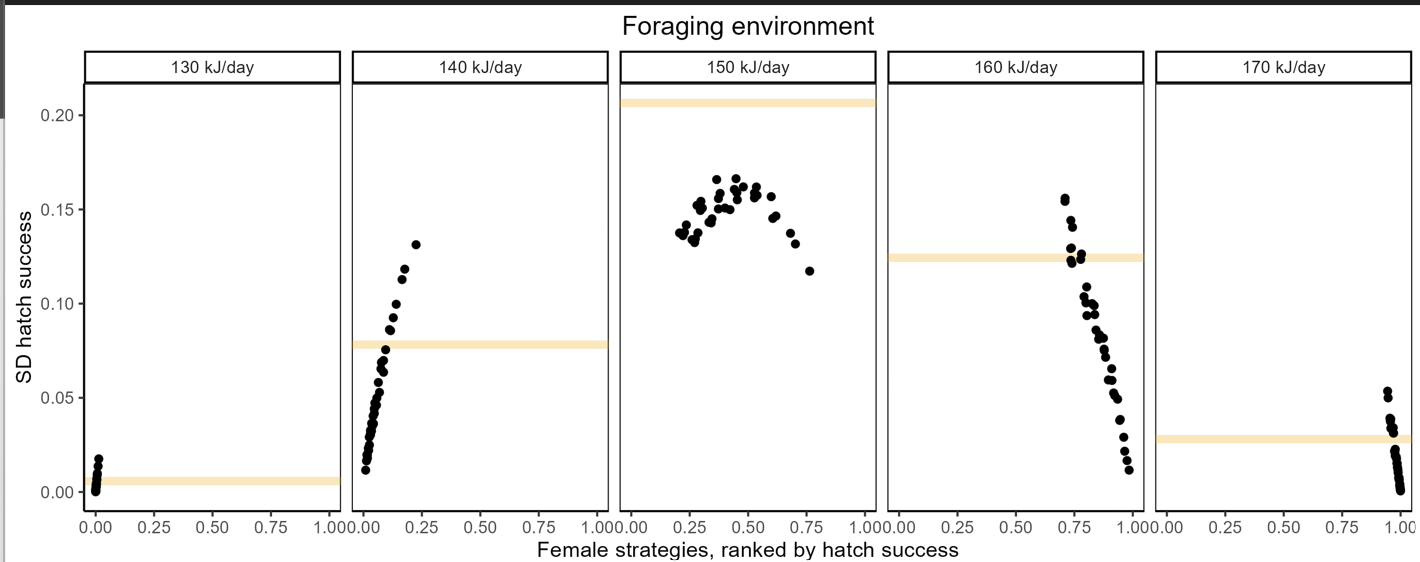 Foraging environment
130 kJ/day 140 kJ/day 150 kJ/day 160 kJ/day 170 kJ/day
0.20
0.15
0.10
0.05
0.00
SD hatch success
0.00 0.25 0.50 0.75 1.00 0.00 0.25 0.50 0.75 1.00 0.00 0.25 0.50 0.75 1.00 0.00 0.25 0.50 0.75 1.00 0.00 0.25 0.50 0.75 1.00
Female strategies, ranked by hatch success